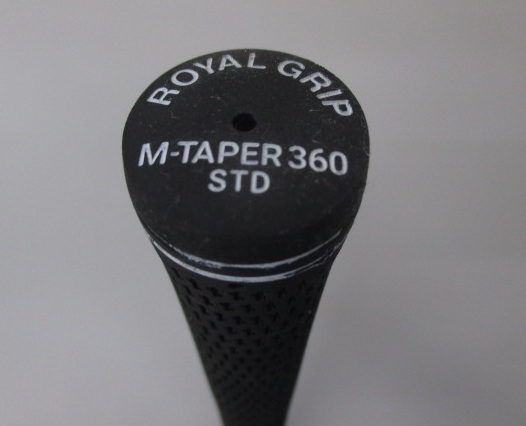 ROYAL GRIP
M-TAPER 360
STD